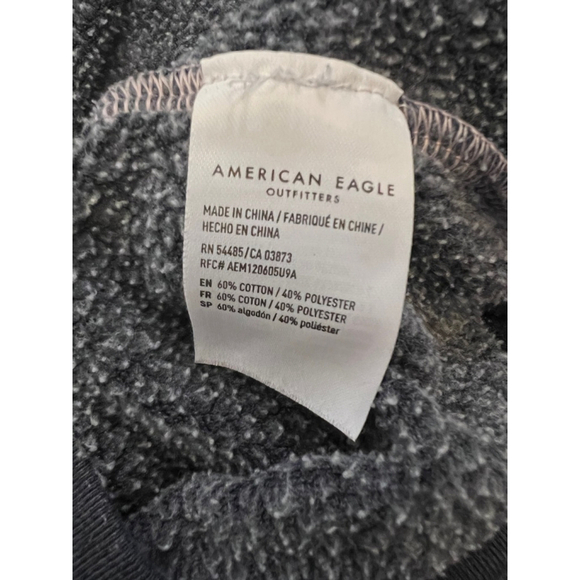 AMERICAN EAGLE
OUTFITTERS
MADE IN CHINA / FABRIQUÉ EN CHINE /
HECHO EN CHINA
RN 54485/CA 03873
RFC# AEM120605U9A
EN 60% COTTON / 40% POLYESTER
FR 60% COTON / 40% POLYESTER
SP 60% algodón / 40% poliéster